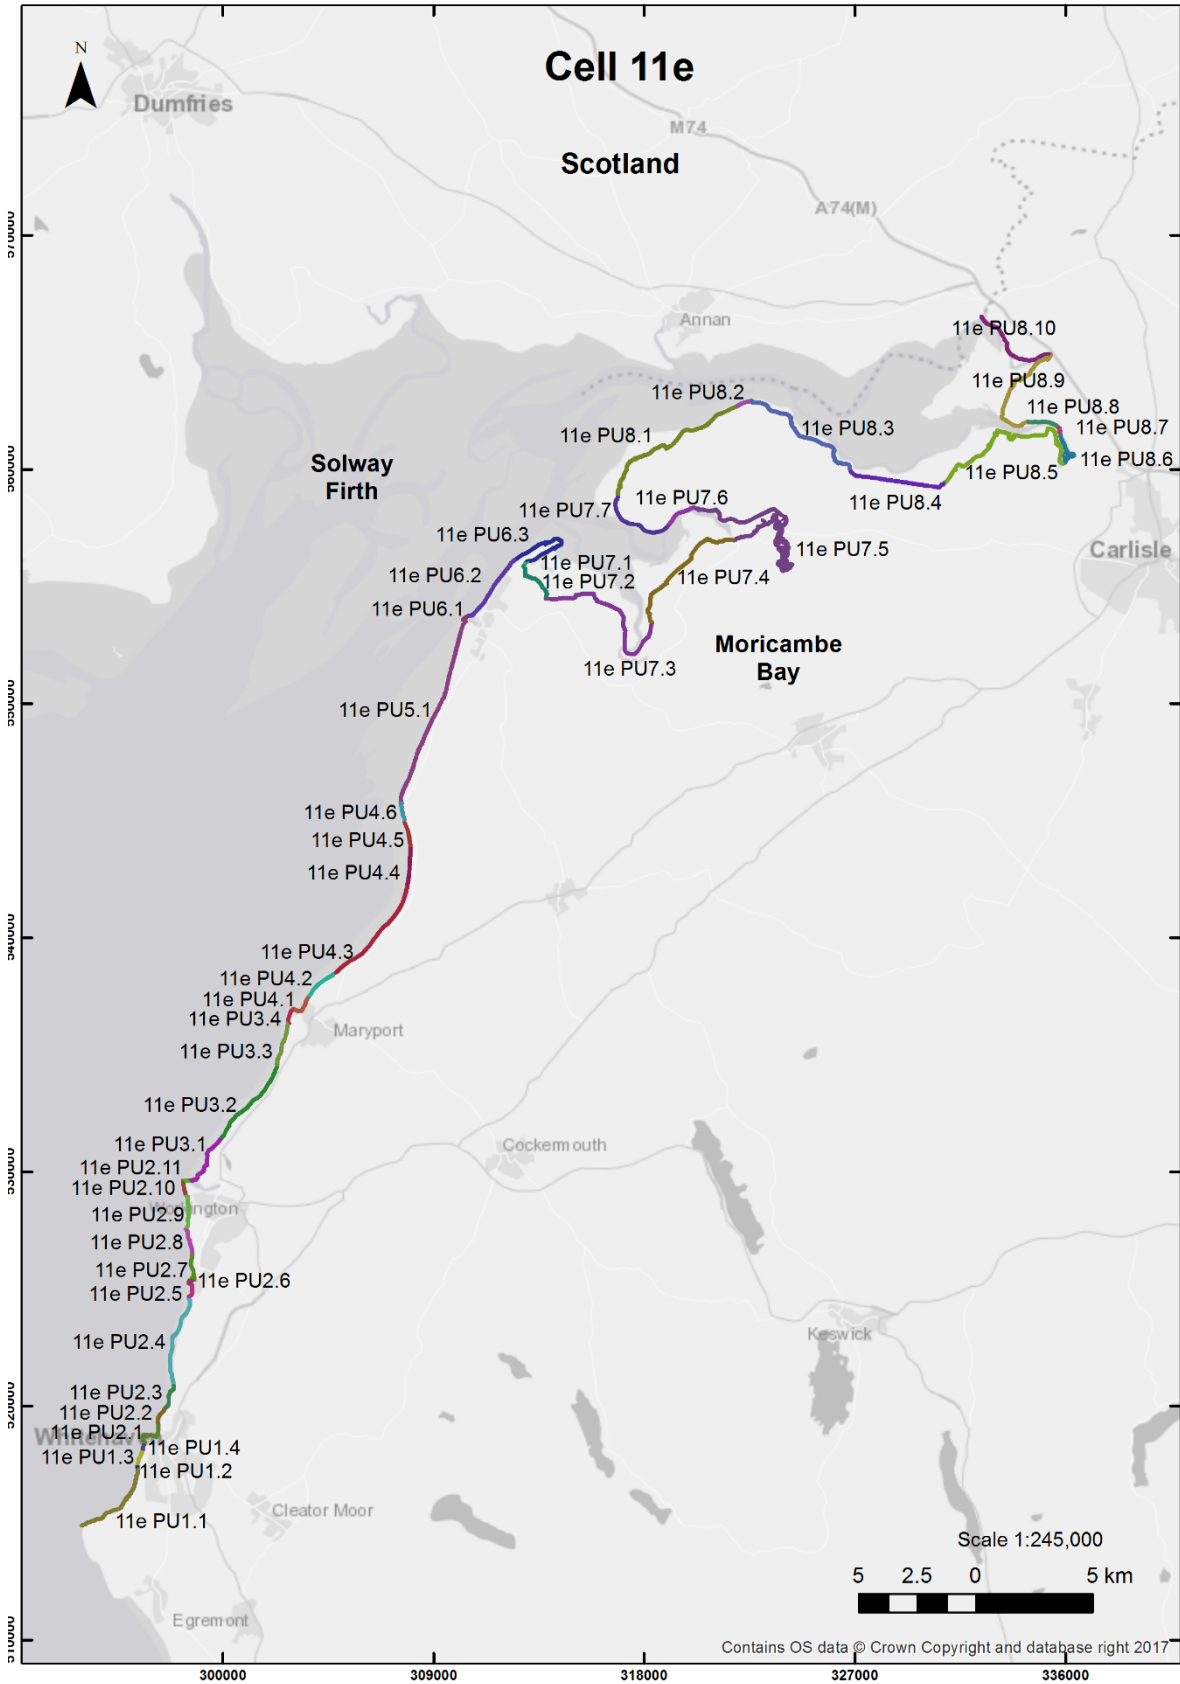 Cell 11e
N
Dumfries
M74
Scotland
A74(M)
Annan
11e PU8.10
11e PU8.9
11e PU8.2
11e PU8.8
11e PU8.1
11e PU8.3
11e PU8.7
11e PU8.6
Solway
Firth
11e PU8.5
11e PU7.6
11e PU8.4
11e PU7.7
11e PU6.3
11e PU7.5
Carlisle
11e PU7.1
11e PU6.2
11e PU7.2
11e PU7.4
11e PU6.1
Moricambe
Bay
11e PU7.3
11e PU5.1
11e PU4.6
11e PU4.5
11e PU4.4
11e PU4.3
11e PU4.2
11e PU4.1
11e PU3.4
Maryport
11e PU3.3
11e PU3.2
11e PU3.1
Cockermouth
11e PU2.11
11e PU2.10
Workington
11e PU2.9
11e PU2.8
11e PU2.7
11e PU2.6
11e PU2.5
11e PU2.4
Keswick
11e PU2.3
11e PU2.2
11e PU2.1
Whitehaven
11e PU1.4
11e PU1.3
11e PU1.2
Cleator Moor
11e PU1.1
Scale 1:245,000
5 2.5 0 5 km
Egremont
Contains OS data © Crown Copyright and database right 2017
300000 309000 318000 327000 336000